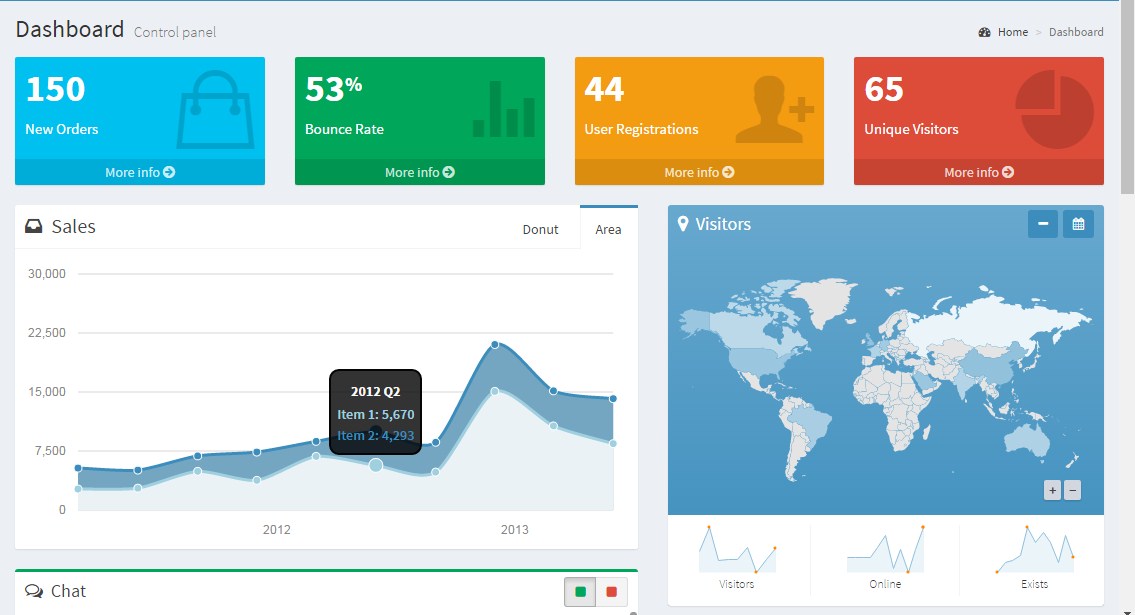 Dashboard Control panel
Home > Dashboard
150
New Orders
More info
53%
Bounce Rate
More info
44
User Registrations
More info
65
Unique Visitors
More info
Sales
Donut
Area
30,000
22,500
15,000
7,500
0
2012
2013
2012 Q2
Item 1: 5,670
Item 2: 4,293
Visitors
+
−
Visitors
Online
Exists
Chat